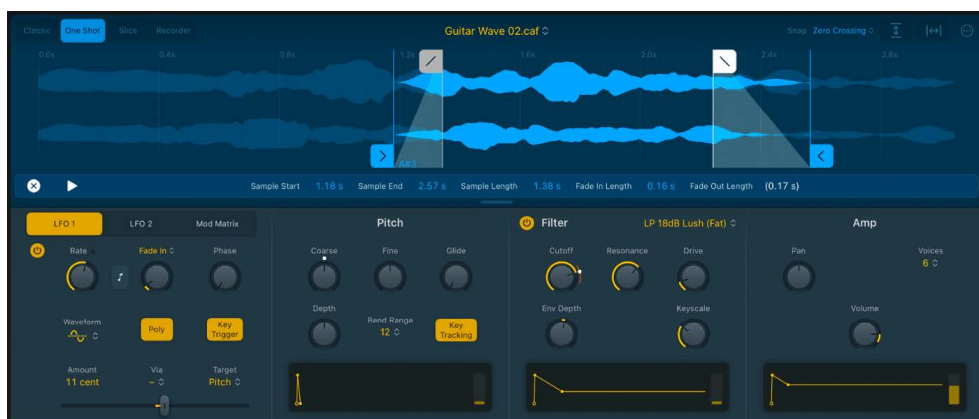 Classic One Shot Slice Recorder Guitar Wave 02.caf Snap Zero Crossing
0.0s 0.4s 0.8s 1.2s 1.6s 2.0s 2.4s 2.8s
A#3
Sample Start 1.18 s Sample End 2.57 s Sample Length 1.38 s Fade In Length 0.16 s Fade Out Length (0.17 s)
LFO 1 LFO 2 Mod Matrix Pitch Filter LP 18dB Lush (Fat) Amp
Rate Fade In Phase Coarse Fine Glide Cutoff Resonance Drive Pan Voices
6
Waveform Poly Key Trigger Depth Bend Range 12 Key Tracking Env Depth Keyscale Volume
Amount Via Target
11 cent – Pitch